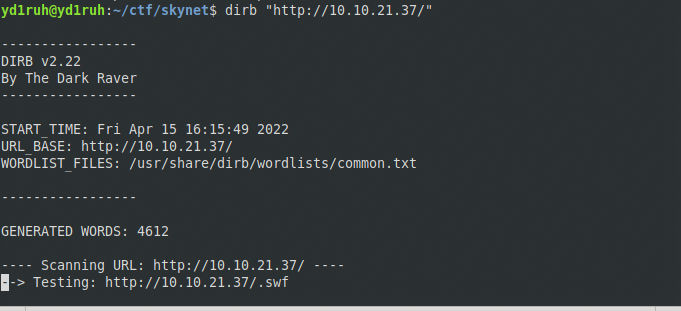 yd1ruh@yd1ruh:~/ctf/skynet$ dirb "http://10.10.21.37/"
-----------------
DIRB v2.22
By The Dark Raver
-----------------
START_TIME: Fri Apr 15 16:15:49 2022
URL_BASE: http://10.10.21.37/
WORDLIST_FILES: /usr/share/dirb/wordlists/common.txt
-----------------
GENERATED WORDS: 4612
---- Scanning URL: http://10.10.21.37/ ----
--> Testing: http://10.10.21.37/.swf